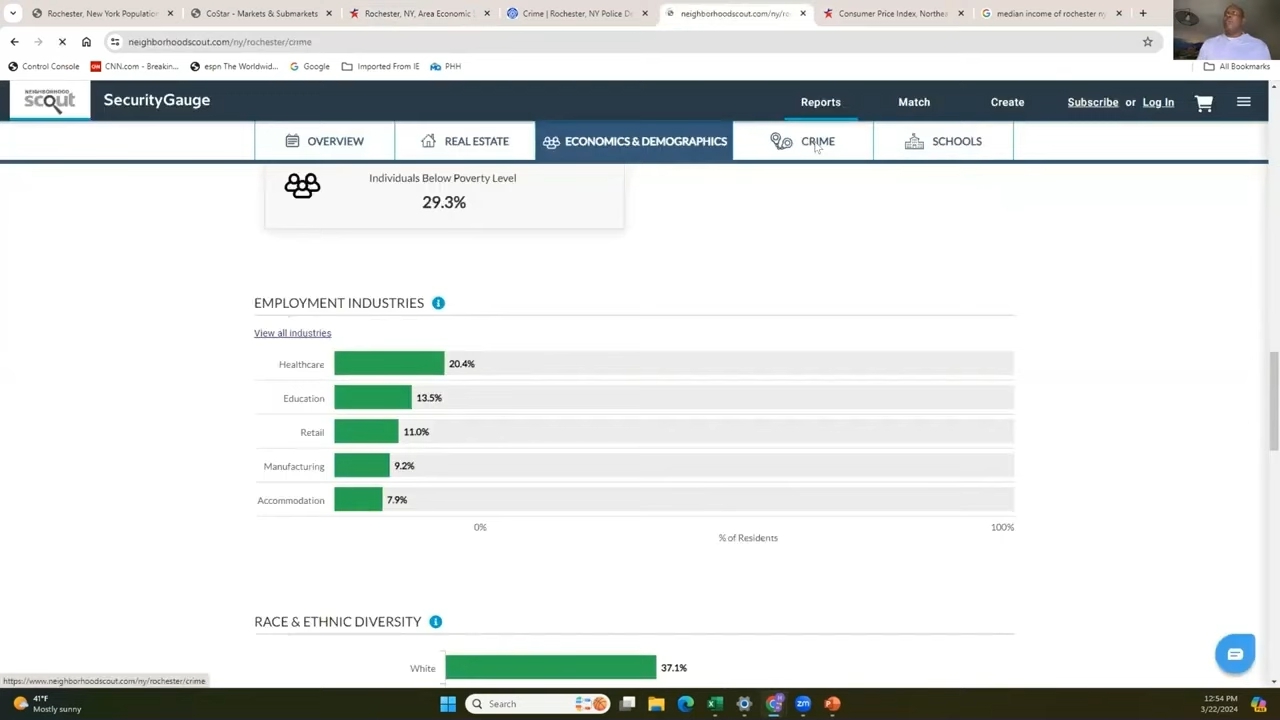 Rochester, New York Population
CoStar - Markets & Submarkets
Rochester, NY, Area Economic
Crime | Rochester, NY Police D
neighborhoodscout.com/ny/ro
Consumer Price Index, Northea
median income of rochester ny
neighborhoodscout.com/ny/rochester/crime
Control Console
CNN.com - Breakin...
espn The Worldwid...
Google
Imported From IE
PHH
All Bookmarks
NEIGHBORHOOD
scout
SecurityGauge
Reports
Match
Create
Subscribe or Log In
OVERVIEW
REAL ESTATE
ECONOMICS & DEMOGRAPHICS
CRIME
SCHOOLS
Individuals Below Poverty Level
29.3%
EMPLOYMENT INDUSTRIES
View all industries
Healthcare 20.4%
Education 13.5%
Retail 11.0%
Manufacturing 9.2%
Accommodation 7.9%
0% 100%
% of Residents
RACE & ETHNIC DIVERSITY
White 37.1%
https://www.neighborhoodscout.com/ny/rochester/crime
41°F
Mostly sunny
Search
12:54 PM
3/22/2024